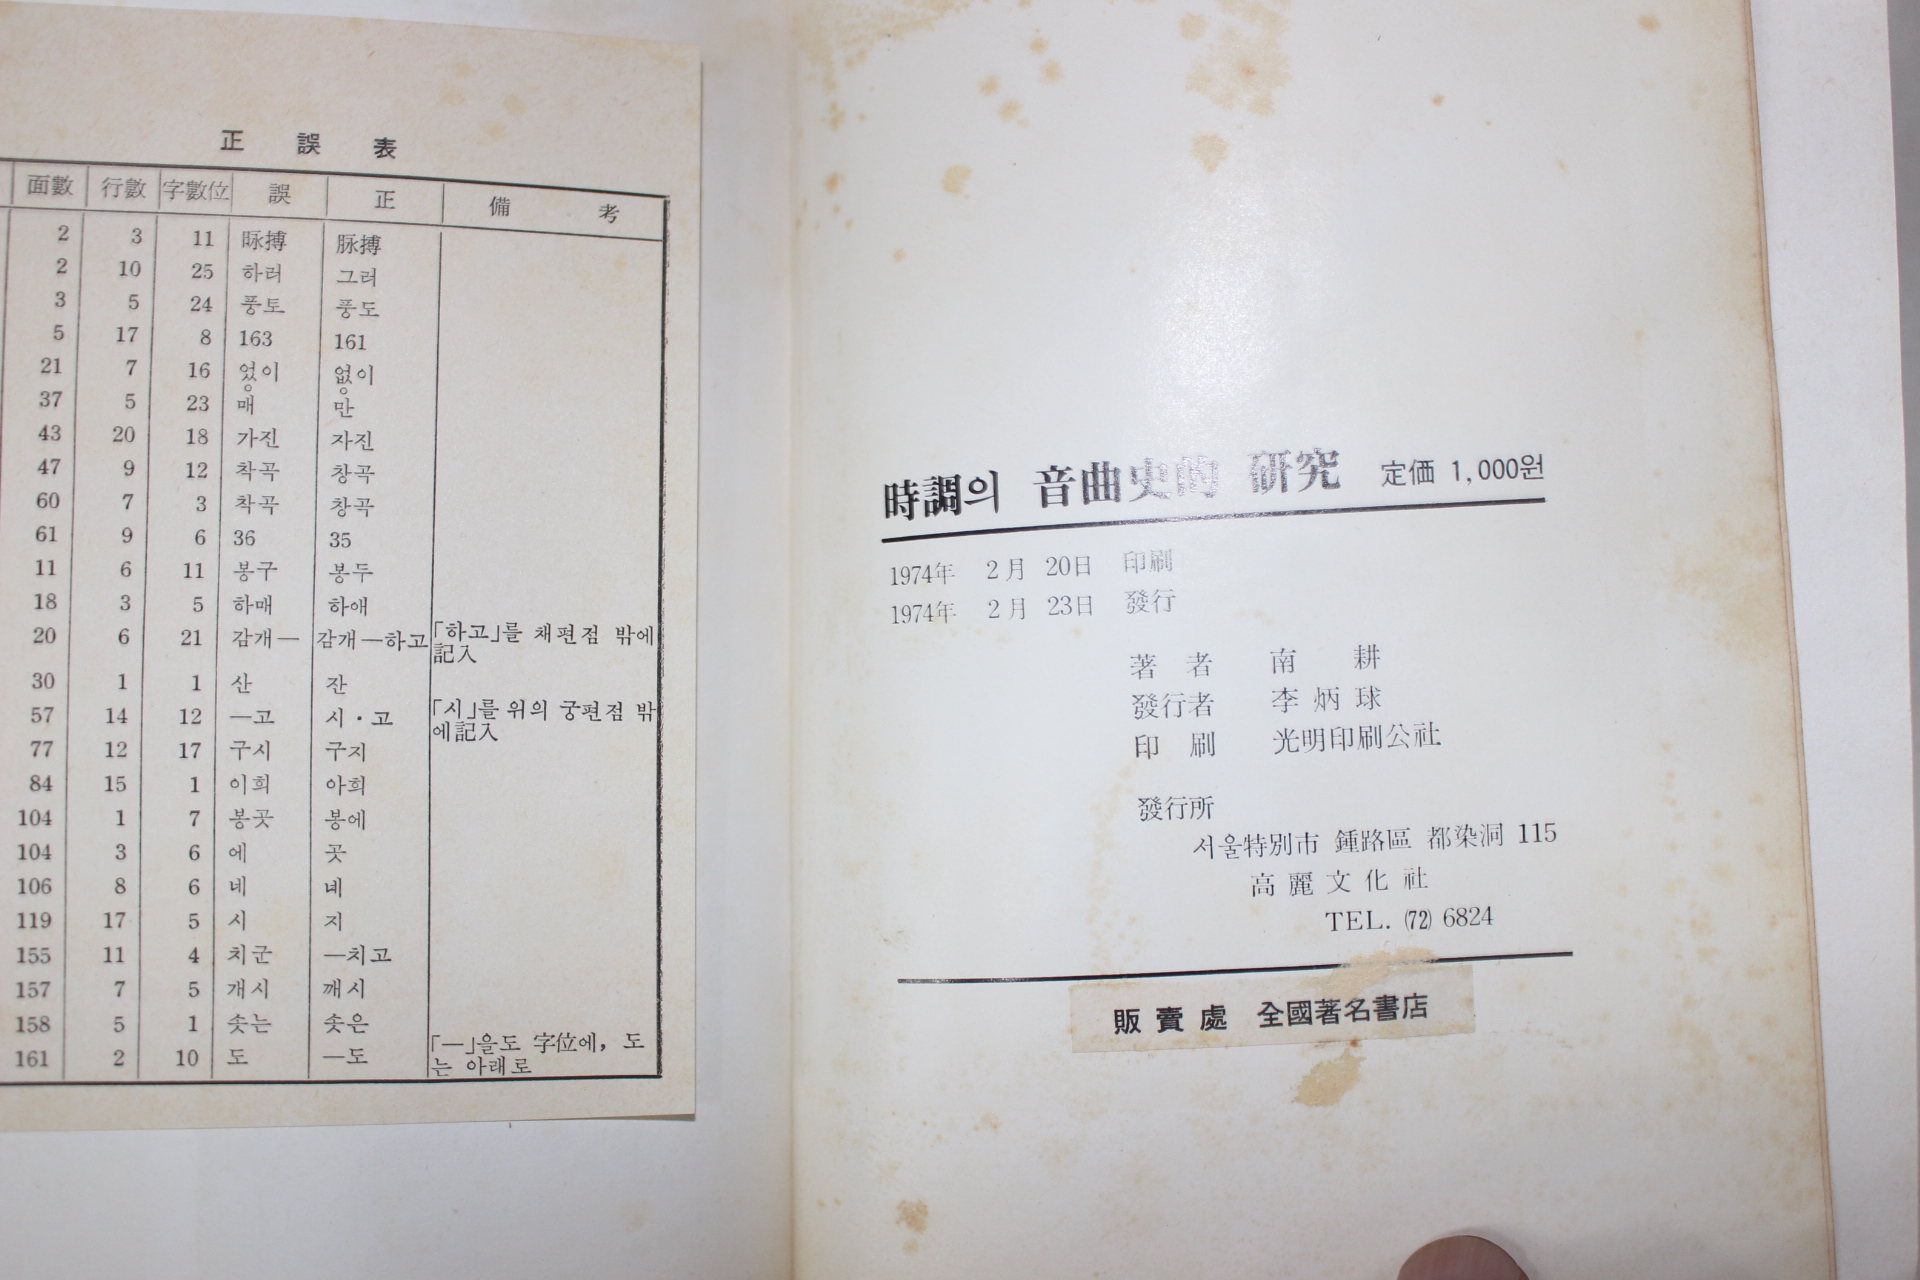 正 誤 表
面數 行數 字數位 誤 正 備 考
2 3 11 昹搏 脉搏
2 10 25 하러 그러
3 5 24 풍토 풍도
5 17 8 163 161
21 7 16 었이 없이
37 5 23 매 만
43 20 18 가진 자진
47 9 12 착곡 창곡
60 7 3 착곡 창곡
61 9 6 36 35
11 6 11 봉구 봉두
18 3 5 하매 하애
20 6 21 감개— 감개—하고 「하고」를 채편점 밖에
記入
30 1 1 산 잔
57 14 12 —고 시·고 「시」를 위의 궁편점 밖
에記入
77 12 17 구시 구지
84 15 1 이희 아희
104 1 7 봉곳 봉에
104 3 6 에 곳
106 8 6 네 녜
119 17 5 시 지
155 11 4 치군 —치고
157 7 5 개시 깨시
158 5 1 솟는 솟은
161 2 10 도 —도 「—」을도 字位에, 도
는 아래로
時調의 音曲史的 研究 定価 1,000원
1974年 2月 20日 印刷
1974年 2月 23日 發行
著者 南 耕
發行者 李炳球
印刷 光明印刷公社
發行所
서울特別市 鍾路區 都染洞 115
高麗文化社
TEL. (72) 6824
販賣處 全國著名書店